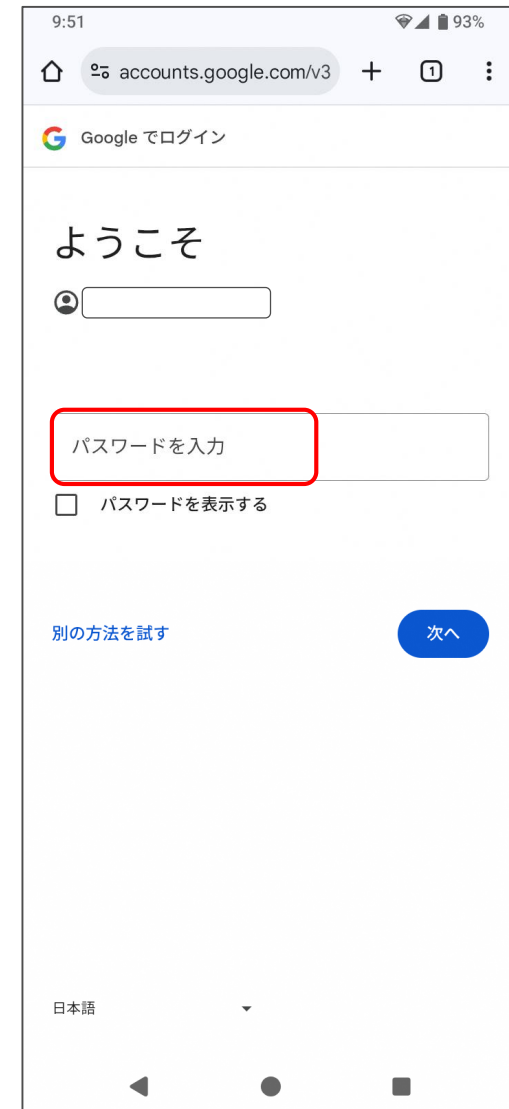 9:51 93%
accounts.google.com/v3 1
Google でログイン
ようこそ
パスワードを入力
パスワードを表示する
別の方法を試す 次へ
日本語